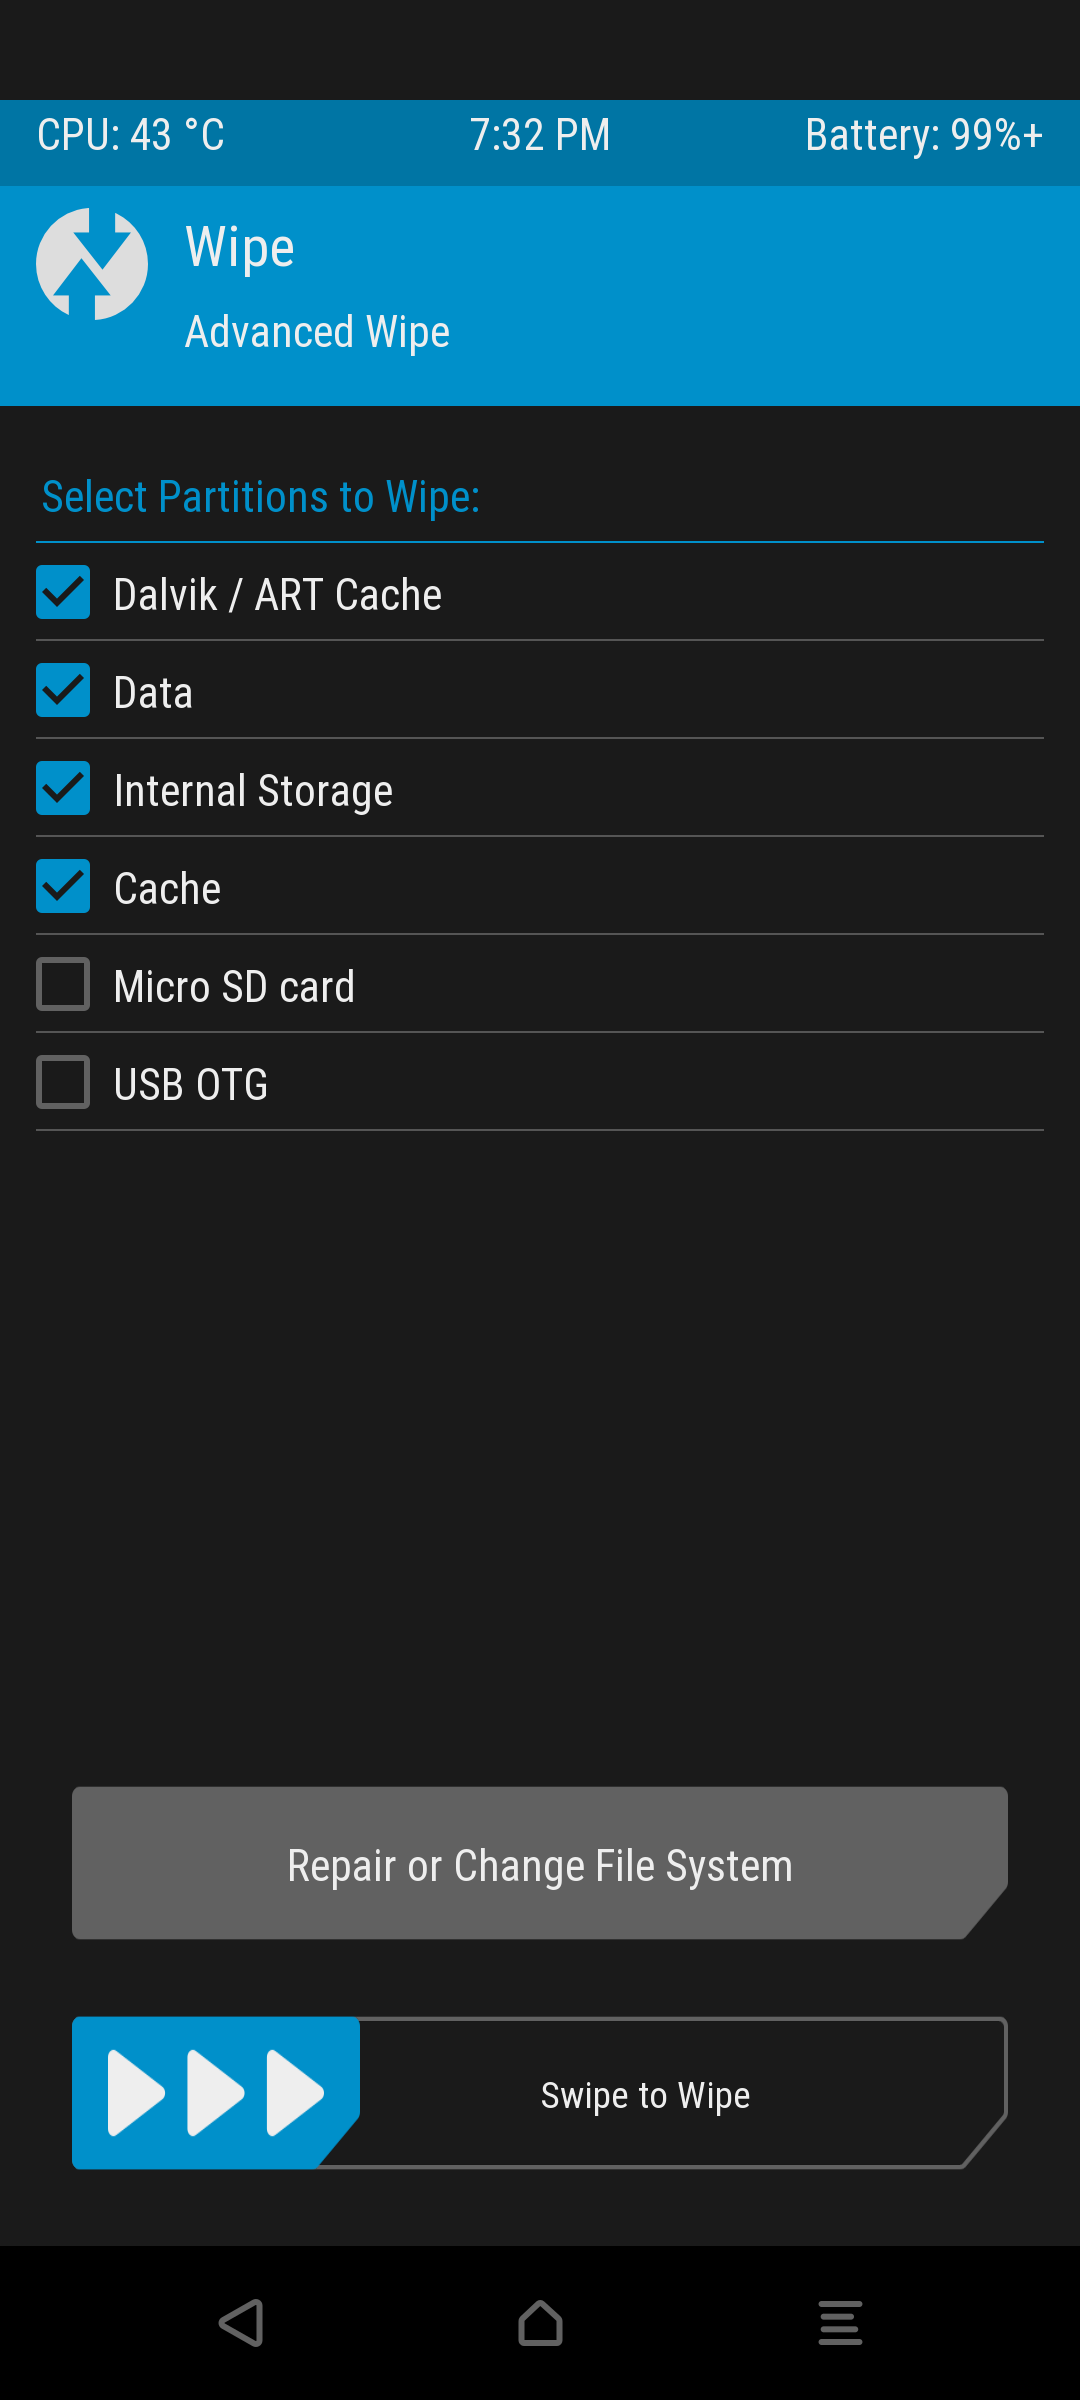 CPU: 43 °C 7:32 PM Battery: 99%+
Wipe
Advanced Wipe
Select Partitions to Wipe:
Dalvik / ART Cache
Data
Internal Storage
Cache
Micro SD card
USB OTG
Repair or Change File System
Swipe to Wipe